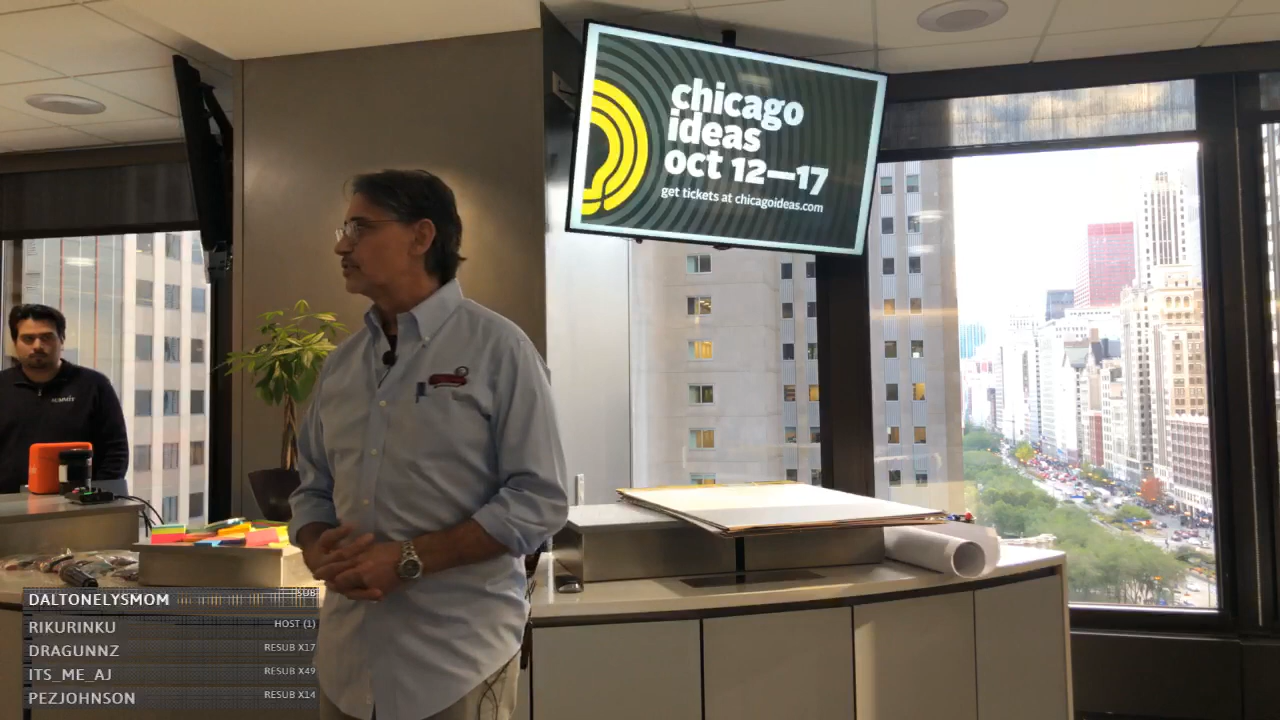 chicago
ideas
oct 12—17
get tickets at chicagoideas.com
SUMMIT
DALTONELYSMOM SUB
RIKURINKU HOST (1)
DRAGUNNZ RESUB X17
ITS_ME_AJ RESUB X49
PEZJOHNSON RESUB X14